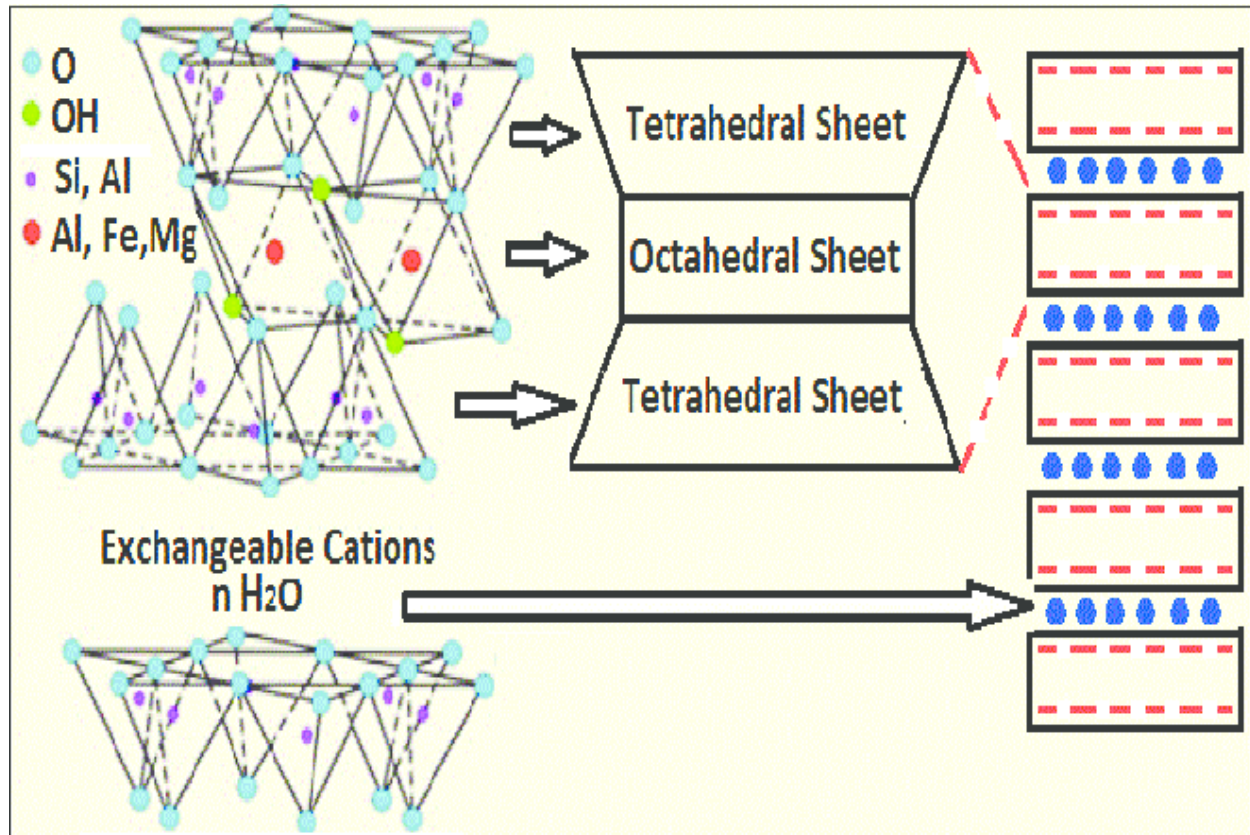 O
OH
Si, Al
Al, Fe,Mg
Tetrahedral Sheet
Octahedral Sheet
Tetrahedral Sheet
Exchangeable Cations
n H₂O